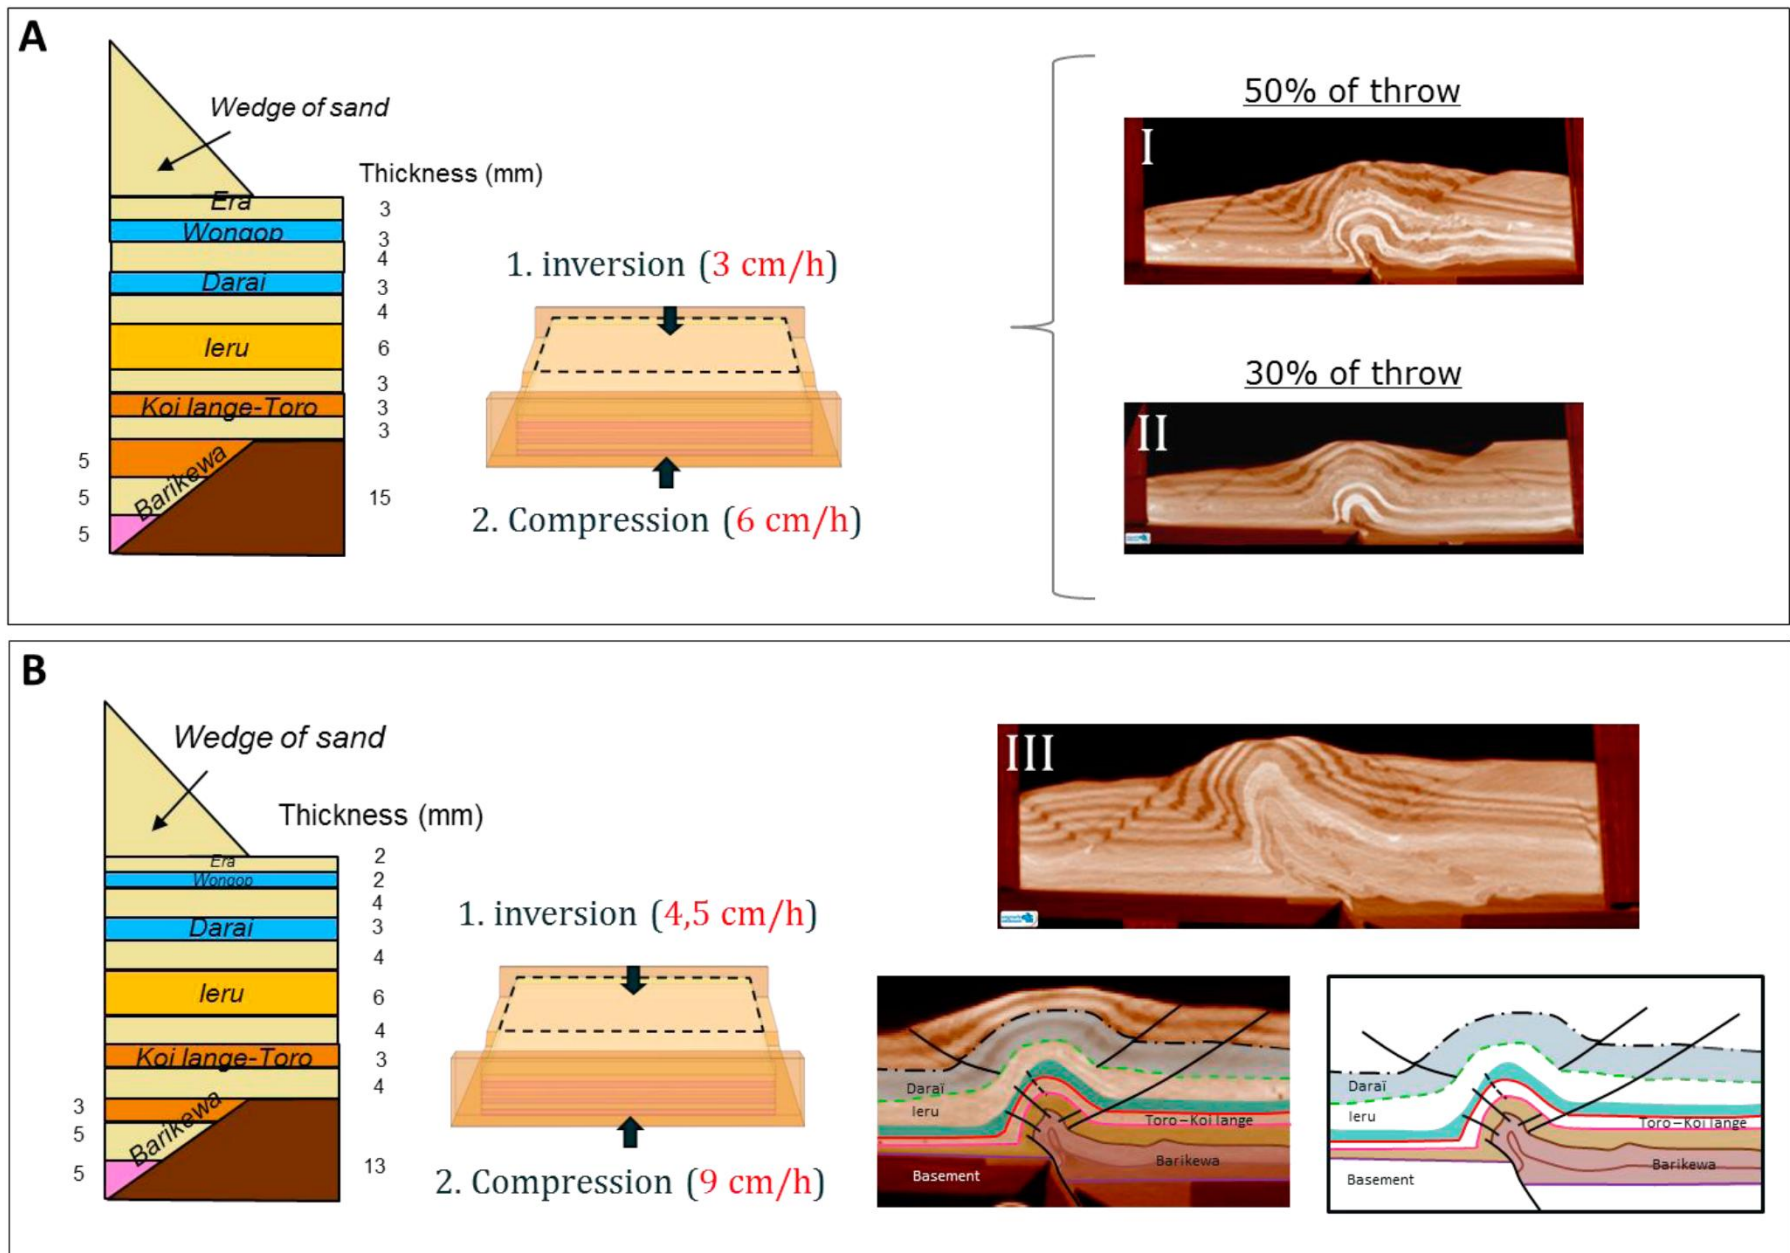 A
Wedge of sand
Thickness (mm)
Era
3
Wongop
3
4
Darai
3
4
Ieru
6
3
Koi lange-Toro
3
3
5
Barikewa
5
15
5
1. inversion (3 cm/h)
2. Compression (6 cm/h)
50% of throw
I
30% of throw
II
B
Wedge of sand
Thickness (mm)
Era
2
Wongop
2
4
Darai
3
4
Ieru
6
4
Koi lange-Toro
3
4
3
Barikewa
5
5
13
1. inversion (4,5 cm/h)
2. Compression (9 cm/h)
III
Daraï
Ieru
Toro–Koi lange
Barikewa
Basement
Daraï
Ieru
Toro–Koi lange
Barikewa
Basement